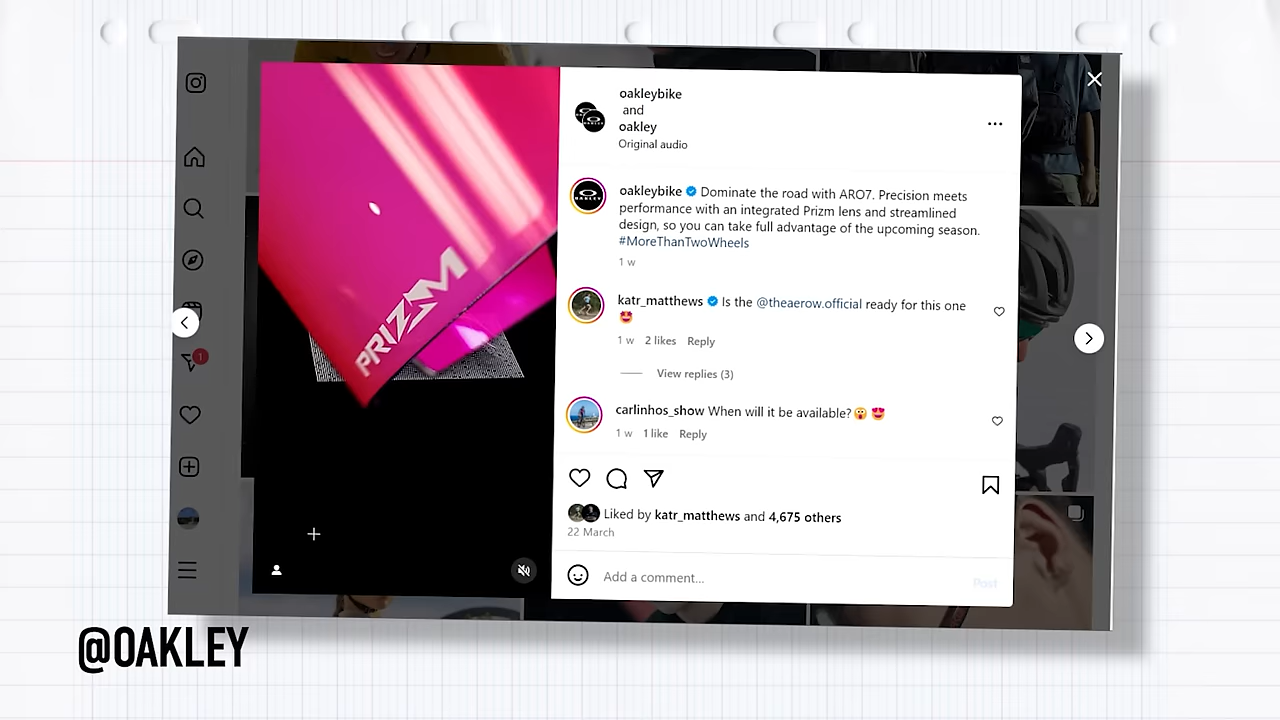 oakleybike
and
oakley
Original audio
oakleybike Dominate the road with ARO7. Precision meets
performance with an integrated Prizm lens and streamlined
design, so you can take full advantage of the upcoming season.
#MoreThanTwoWheels
1 w
katr_matthews Is the @theaerow.official ready for this one
😍
1 w 2 likes Reply
View replies (3)
carlinhos_show When will it be available? 😱 😍
1 w 1 like Reply
Liked by katr_matthews and 4,675 others
22 March
Add a comment...
Post
PRIZM
1
OAKLEY
@OAKLEY